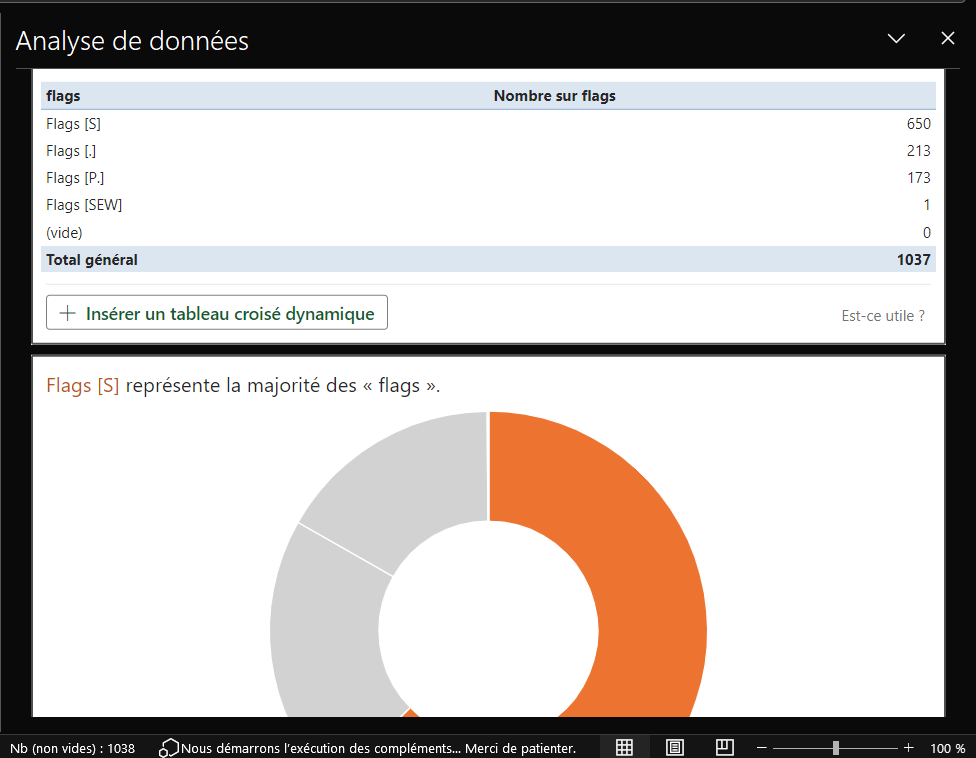 Analyse de données
flags Nombre sur flags
Flags [S] 650
Flags [.] 213
Flags [P.] 173
Flags [SEW] 1
(vide) 0
Total général 1037
Insérer un tableau croisé dynamique
Est-ce utile ?
Flags [S] représente la majorité des « flags ».
Nb (non vides) : 1038 Nous démarrons l'exécution des compléments... Merci de patienter. 100 %